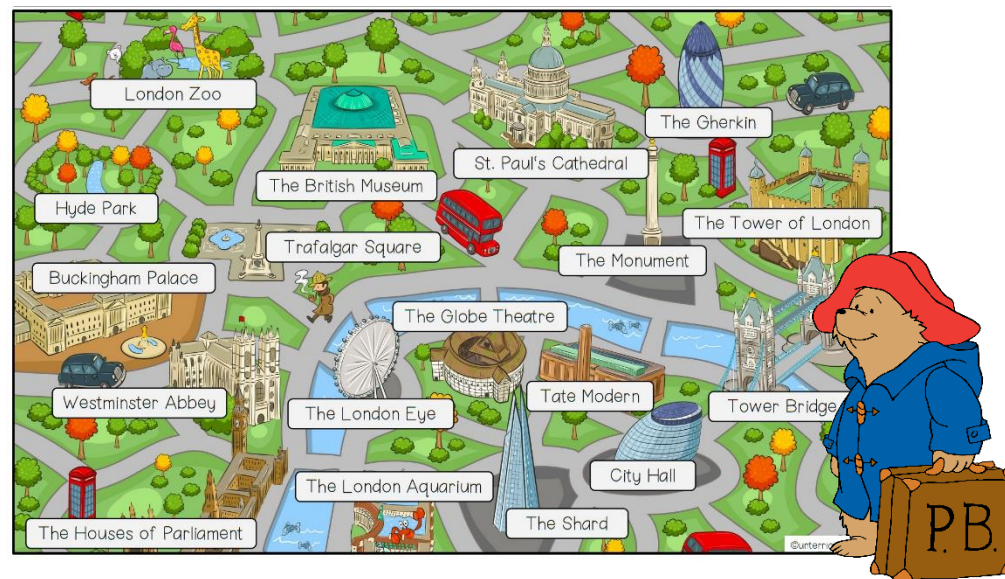 London Zoo
The Gherkin
St. Paul's Cathedral
The British Museum
Hyde Park
The Tower of London
Trafalgar Square
The Monument
Buckingham Palace
The Globe Theatre
Tate Modern
Westminster Abbey
The London Eye
Tower Bridge
City Hall
The London Aquarium
The Shard
The Houses of Parliament
P.B.